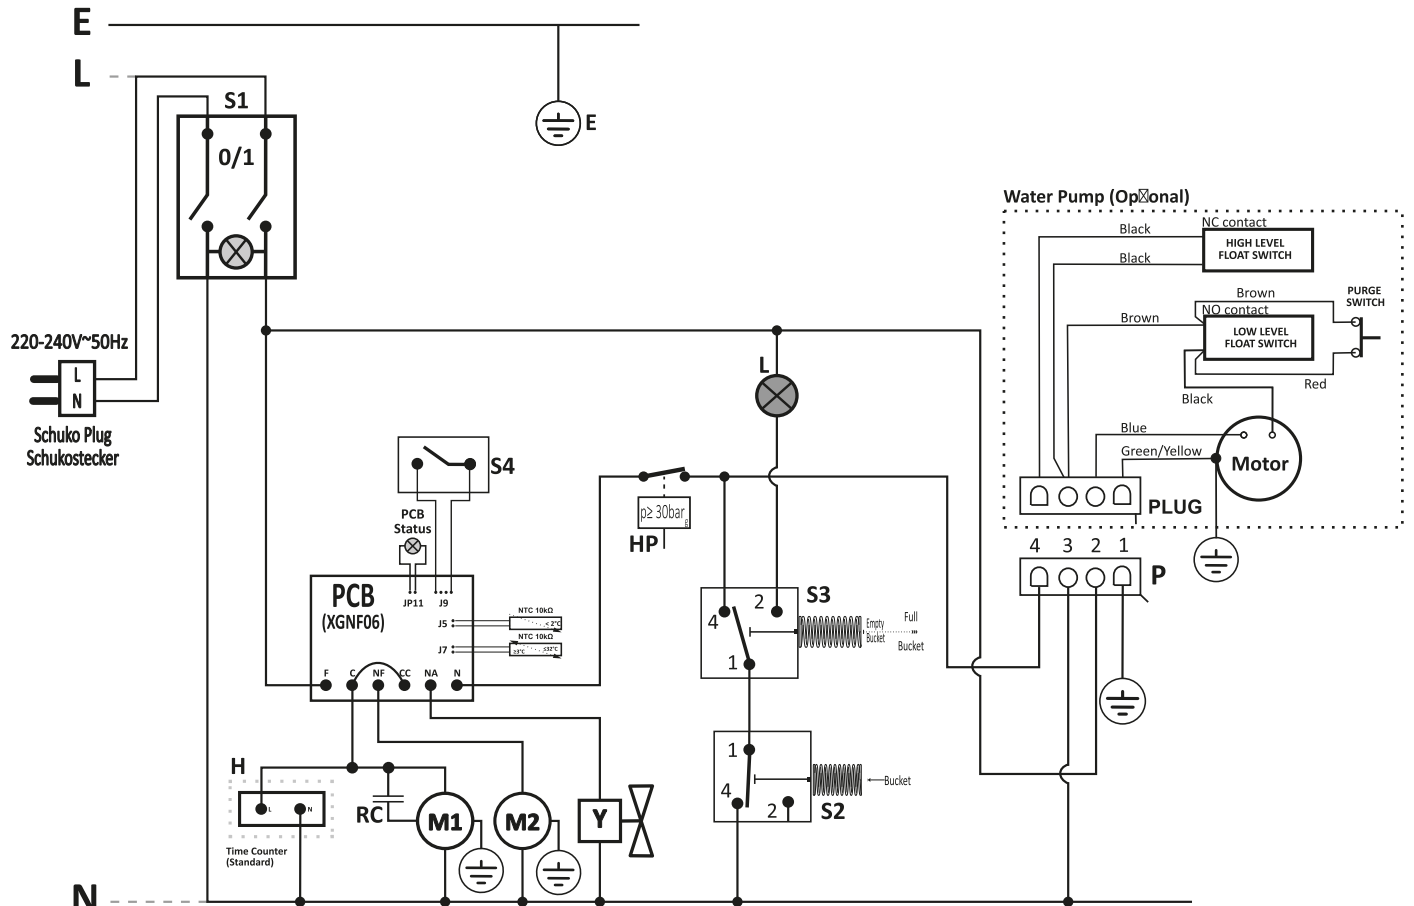 E
L
S1
0/1
E
220-240V~50Hz
L
N
Schuko Plug
Schukostecker
Water Pump (Op☒onal)
Black
NC contact
HIGH LEVEL
FLOAT SWITCH
Black
Brown
PURGE
SWITCH
Brown
NO contact
LOW LEVEL
FLOAT SWITCH
Red
Black
Blue
Green/Yellow
Motor
PLUG
4 3 2 1
P
L
S4
PCB
Status
p≥ 30bar
HP
PCB
(XGNF06)
JP11 J9
J5
NTC 10kΩ
< 2°C
J7
NTC 10kΩ
≥3°C ≤32°C
F C NF CC NA N
S3
4 2
1
Empty
Bucket
Full
Bucket
1
4 2
S2
Bucket
H
L N
Time Counter
(Standard)
RC
M1
M2
Y
N